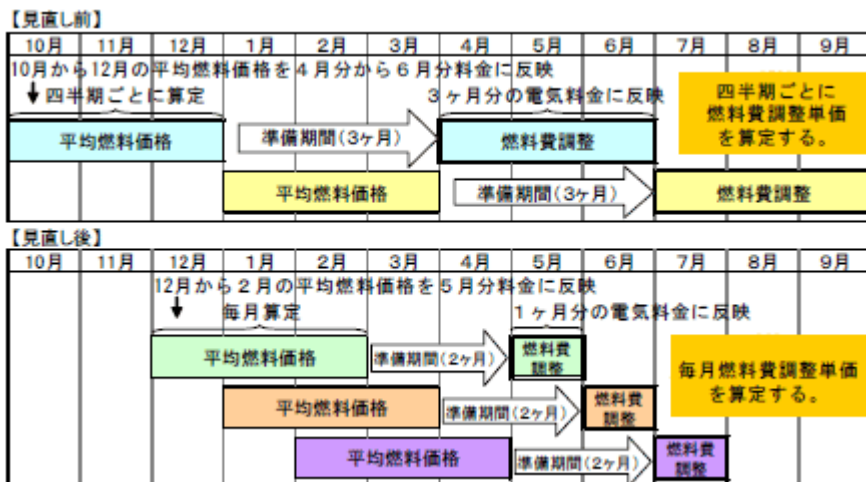 【見直し前】
10月 11月 12月 1月 2月 3月 4月 5月 6月 7月 8月 9月
10月から12月の平均燃料価格を4月分から6月分料金に反映
↓四半期ごとに算定
3ヶ月分の電気料金に反映
四半期ごとに
燃料費調整単価
を算定する。
平均燃料価格
準備期間(3ヶ月)
燃料費調整
平均燃料価格
準備期間(3ヶ月)
燃料費調整
【見直し後】
10月 11月 12月 1月 2月 3月 4月 5月 6月 7月 8月 9月
12月から2月の平均燃料価格を5月分料金に反映
↓ 毎月算定
1ヶ月分の電気料金に反映
平均燃料価格
準備期間(2ヶ月)
燃料費
調整
毎月燃料費調整単価
を算定する。
平均燃料価格
準備期間(2ヶ月)
燃料費
調整
平均燃料価格
準備期間(2ヶ月)
燃料費
調整